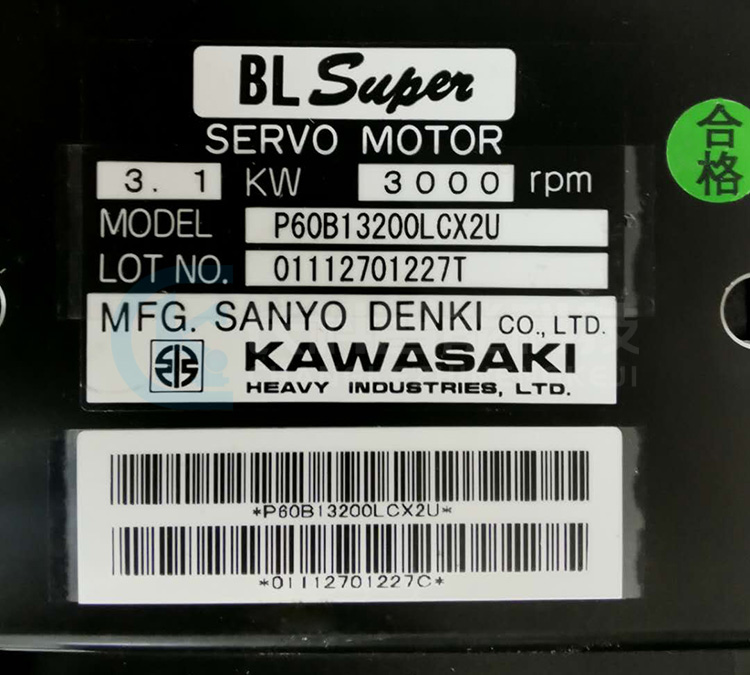 BL Super
SERVO MOTOR
3.1 KW 3000 rpm
MODEL P60B13200LCX2U
LOT NO. 01112701227T
MFG. SANYO DENKI CO., LTD.
KAWASAKI
HEAVY INDUSTRIES, LTD.
*P60B13200LCX2U*
*01112701227C*
合格